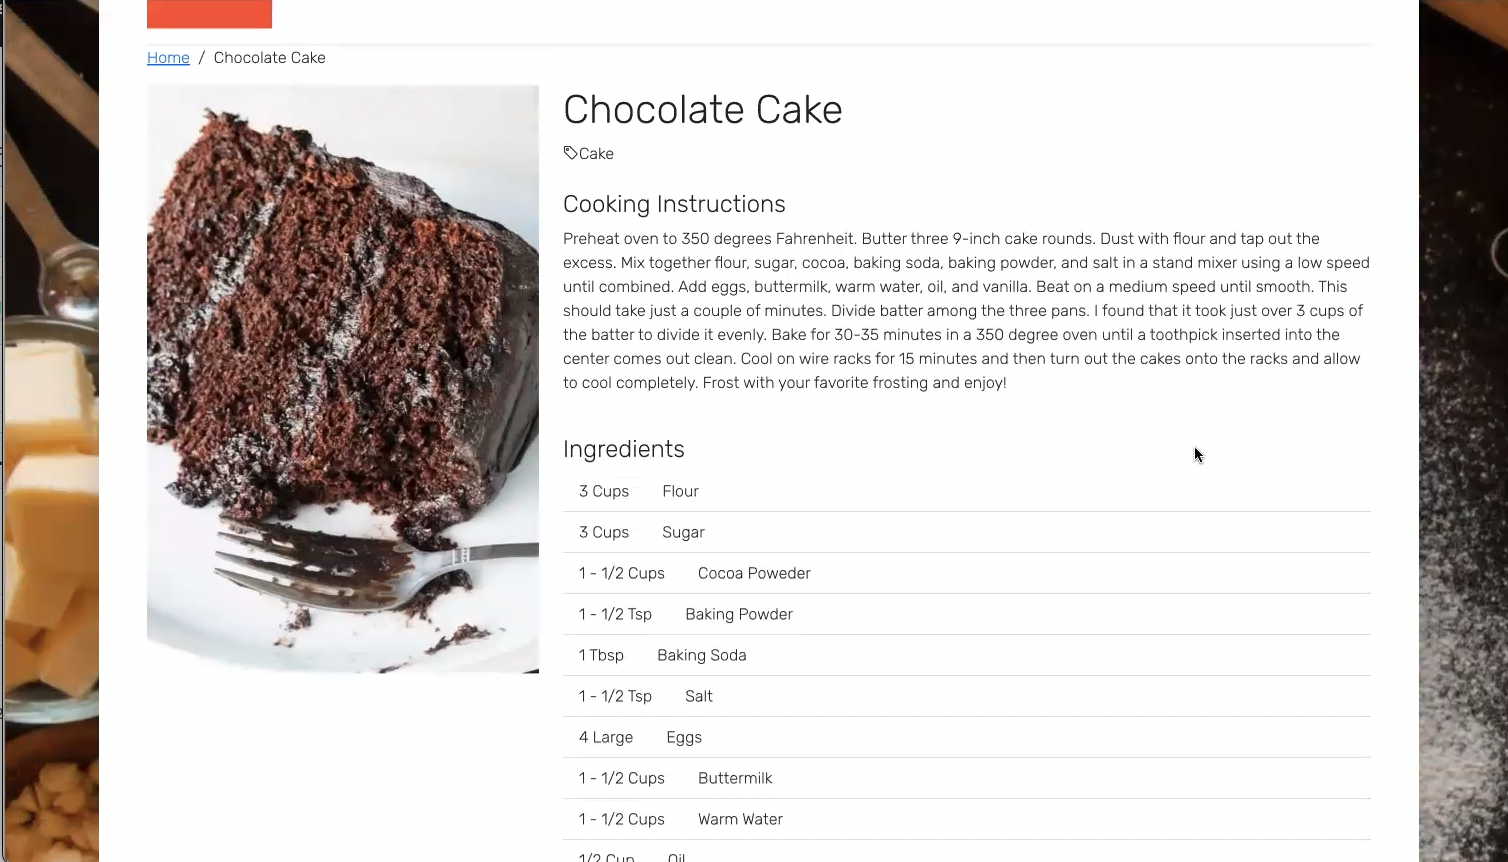 Home / Chocolate Cake
Chocolate Cake
Cake
Cooking Instructions
Preheat oven to 350 degrees Fahrenheit. Butter three 9-inch cake rounds. Dust with flour and tap out the
excess. Mix together flour, sugar, cocoa, baking soda, baking powder, and salt in a stand mixer using a low speed
until combined. Add eggs, buttermilk, warm water, oil, and vanilla. Beat on a medium speed until smooth. This
should take just a couple of minutes. Divide batter among the three pans. I found that it took just over 3 cups of
the batter to divide it evenly. Bake for 30-35 minutes in a 350 degree oven until a toothpick inserted into the
center comes out clean. Cool on wire racks for 15 minutes and then turn out the cakes onto the racks and allow
to cool completely. Frost with your favorite frosting and enjoy!
Ingredients
3 Cups Flour
3 Cups Sugar
1 - 1/2 Cups Cocoa Poweder
1 - 1/2 Tsp Baking Powder
1 Tbsp Baking Soda
1 - 1/2 Tsp Salt
4 Large Eggs
1 - 1/2 Cups Buttermilk
1 - 1/2 Cups Warm Water
1/2 Cup Oil